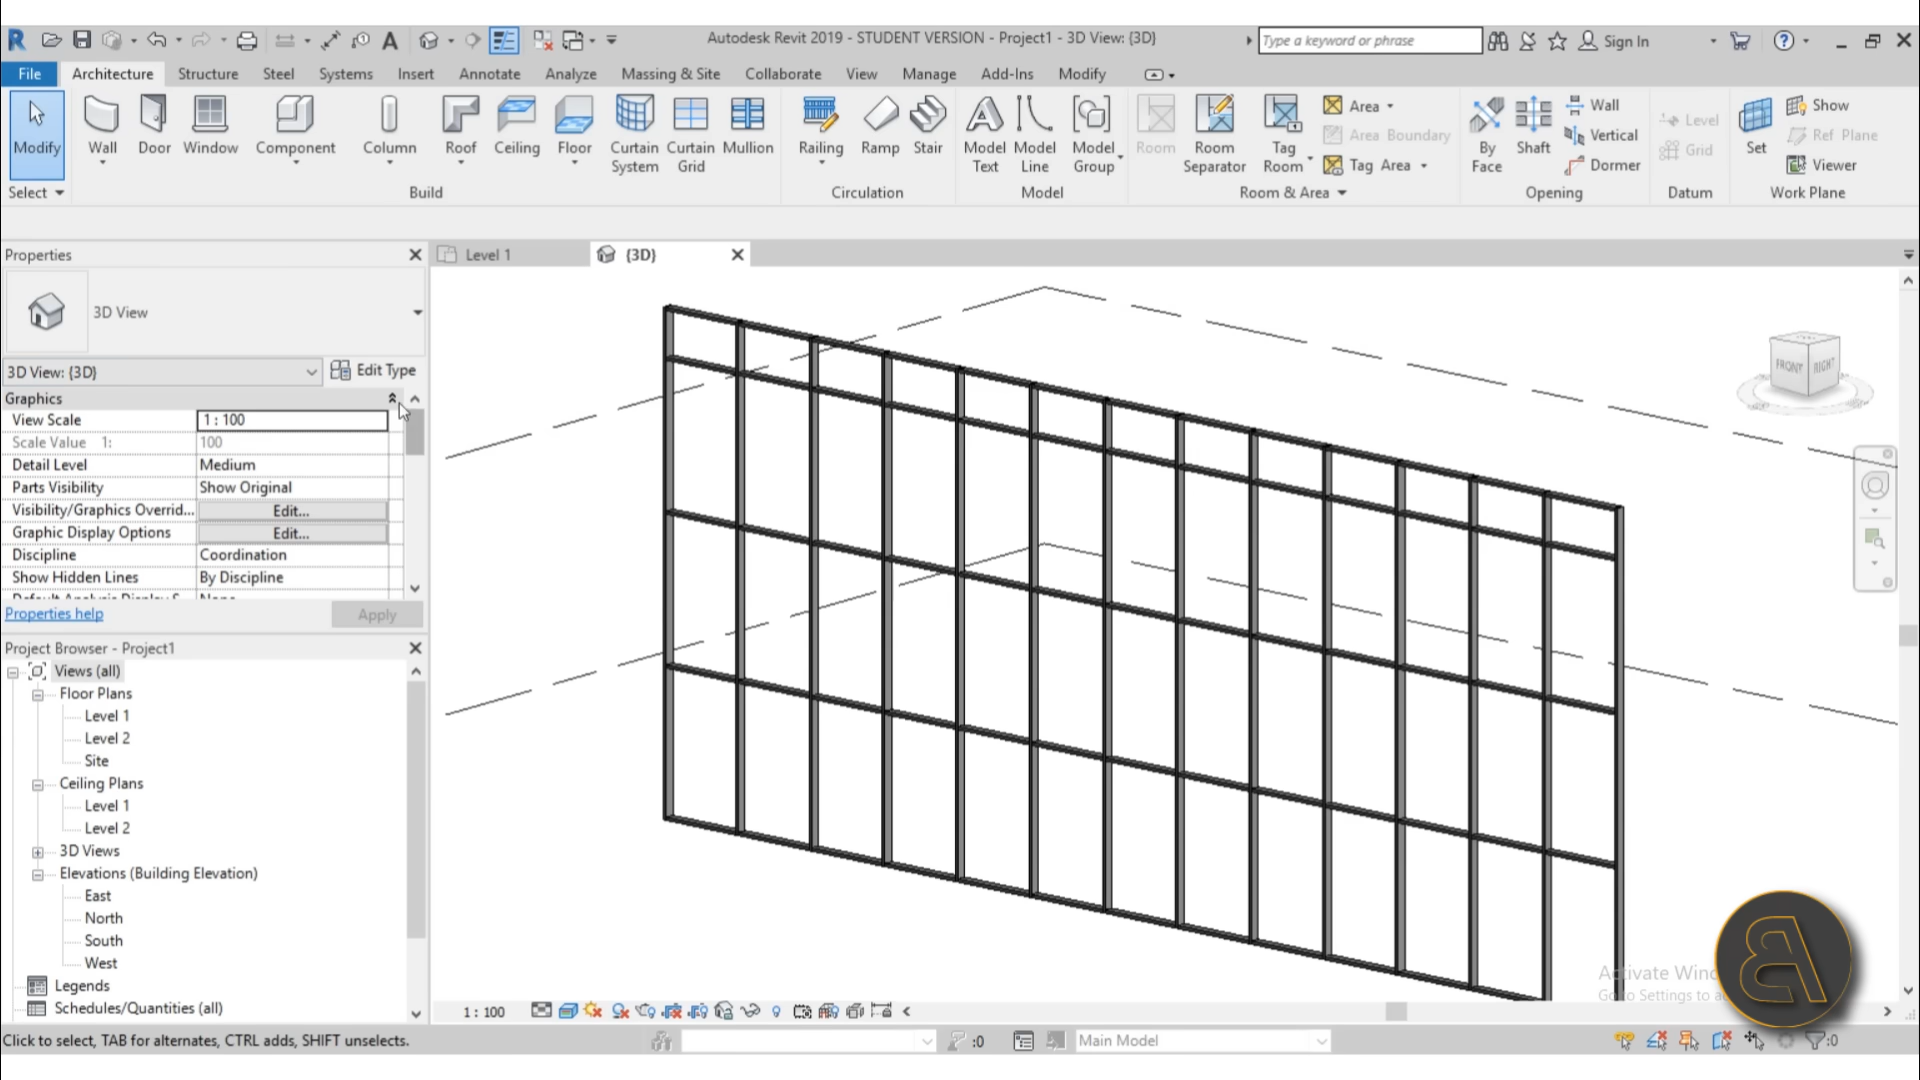 Autodesk Revit 2019 - STUDENT VERSION - Project1 - 3D View: {3D}
Type a keyword or phrase
Sign In
File Architecture Structure Steel Systems Insert Annotate Analyze Massing & Site Collaborate View Manage Add-Ins Modify
Modify Wall Door Window Component Column Roof Ceiling Floor Curtain System Curtain Grid Mullion Railing Ramp Stair Model Text Model Line Model Group Room Room Separator Tag Room
Area
Area Boundary
Tag Area
By Face Shaft
Wall
Vertical
Dormer
Level
Grid
Set
Show
Ref Plane
Viewer
Select Build Circulation Model Room & Area Opening Datum Work Plane
Properties
Level 1 {3D}
3D View
3D View: {3D} Edit Type
Graphics
View Scale 1 : 100
Scale Value 1: 100
Detail Level Medium
Parts Visibility Show Original
Visibility/Graphics Overrid... Edit...
Graphic Display Options Edit...
Discipline Coordination
Show Hidden Lines By Discipline
Properties help Apply
FRONT RIGHT
Project Browser - Project1
Views (all)
Floor Plans
Level 1
Level 2
Site
Ceiling Plans
Level 1
Level 2
3D Views
Elevations (Building Elevation)
East
North
South
West
Legends
Schedules/Quantities (all)
1 : 100
Go to Settings to
Click to select, TAB for alternates, CTRL adds, SHIFT unselects.
:0
Main Model
:0